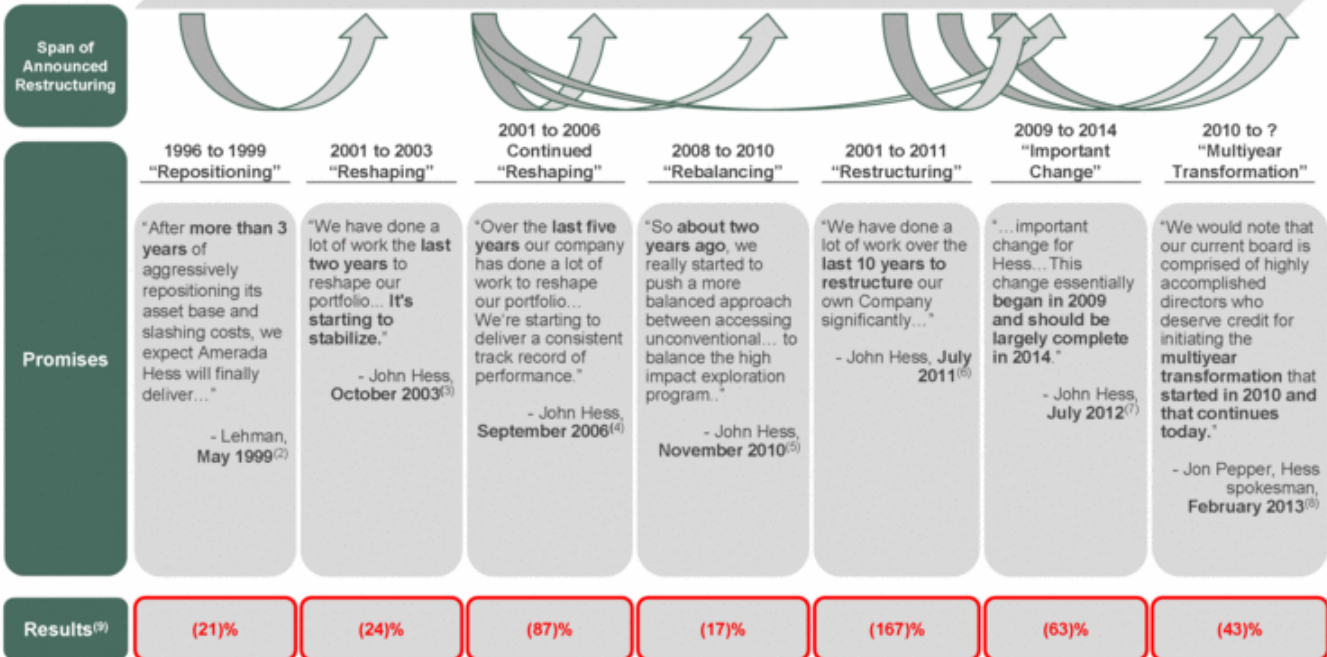 Span of
Announced
Restructuring
1996 to 1999
“Repositioning”
2001 to 2003
“Reshaping”
2001 to 2006
Continued
“Reshaping”
2008 to 2010
“Rebalancing”
2001 to 2011
“Restructuring”
2009 to 2014
“Important
Change”
2010 to ?
“Multiyear
Transformation”
Promises
“After more than 3
years of
aggressively
repositioning its
asset base and
slashing costs, we
expect Amerada
Hess will finally
deliver…”
- Lehman,
May 1999(2)
“We have done a
lot of work the last
two years to
reshape our
portfolio... It's
starting to
stabilize.”
- John Hess,
October 2003(3)
“Over the last five
years our company
has done a lot of
work to reshape
our portfolio…
We’re starting to
deliver a consistent
track record of
performance.”
- John Hess,
September 2006(4)
“So about two
years ago, we
really started to
push a more
balanced approach
between accessing
unconventional… to
balance the high
impact exploration
program..”
- John Hess,
November 2010(5)
“We have done a
lot of work over the
last 10 years to
restructure our
own Company
significantly…”
- John Hess, July
2011(6)
“…important
change for
Hess…This
change essentially
began in 2009
and should be
largely complete
in 2014.”
- John Hess,
July 2012(7)
“We would note that
our current board is
comprised of highly
accomplished
directors who
deserve credit for
initiating the
multiyear
transformation that
started in 2010 and
that continues
today.”
- Jon Pepper, Hess
spokesman,
February 2013(8)
Results(9)
(21)%
(24)%
(87)%
(17)%
(167)%
(63)%
(43)%